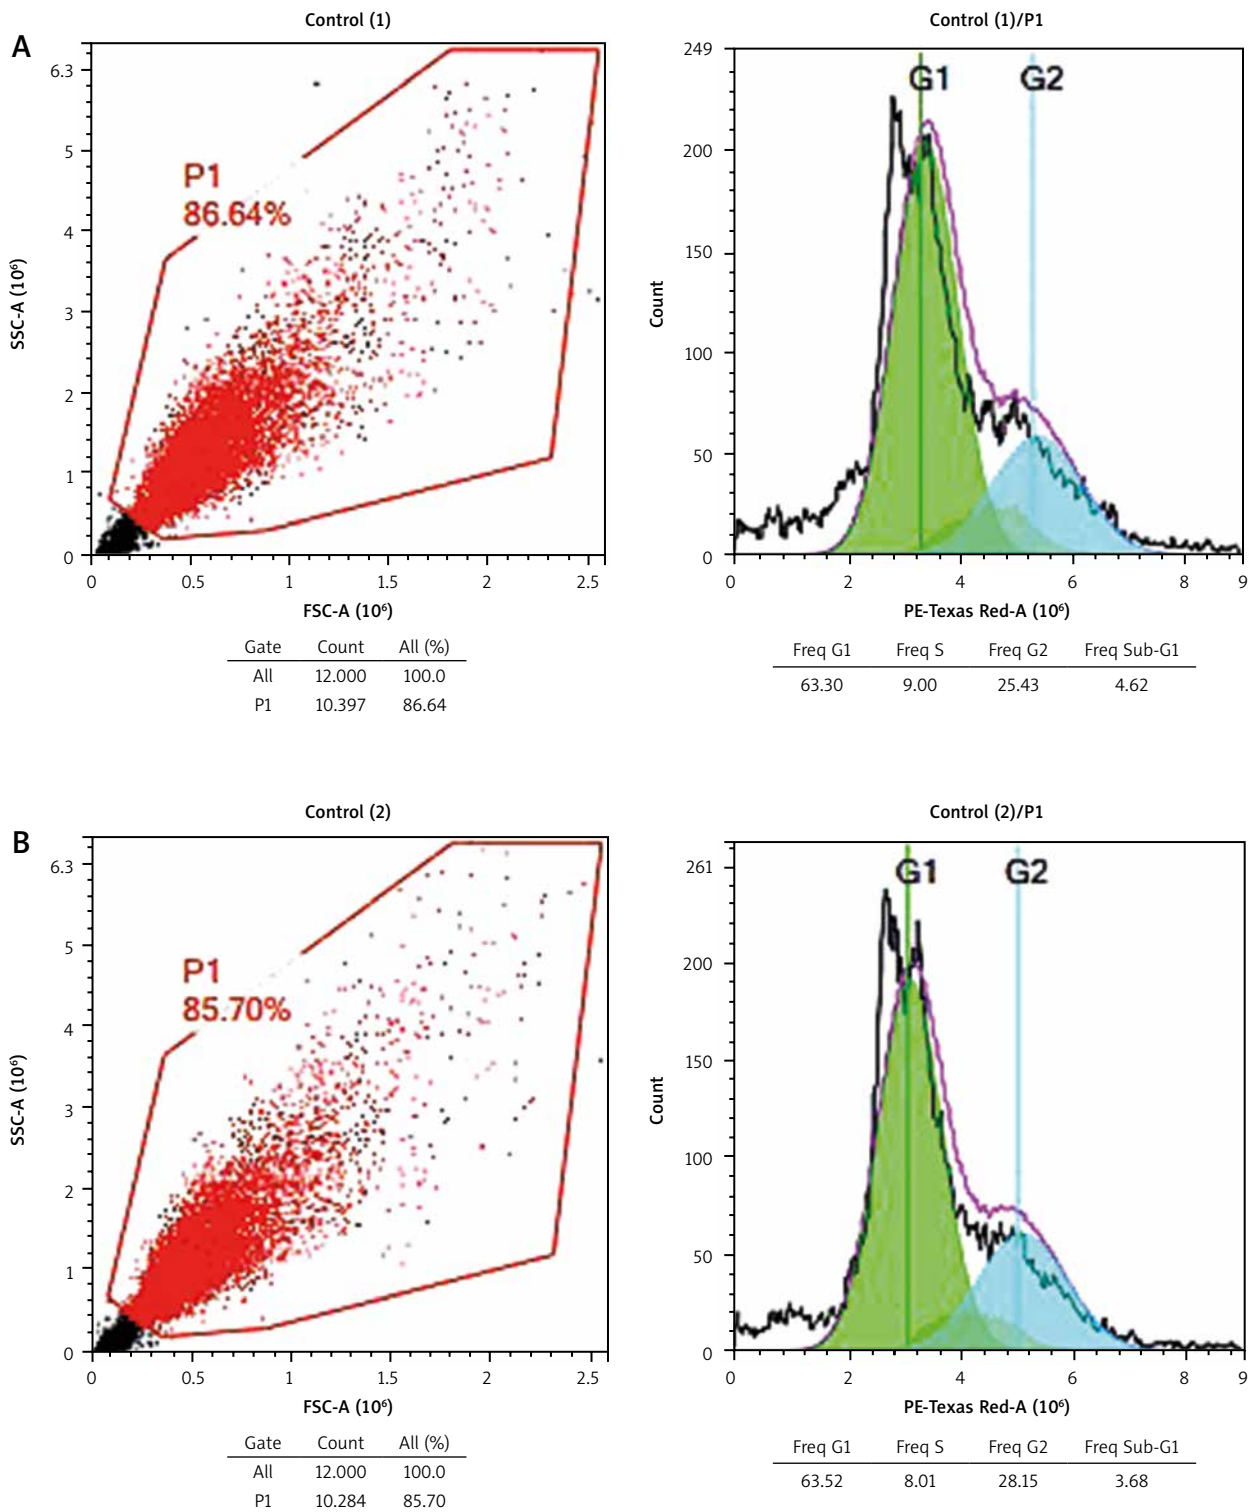 A
Control (1)
Control (1)/P1
SSC-A (10⁶)
6.3
5
4
3
2
1
0
P1
86.64%
0
0.5
1
1.5
2
2.5
FSC-A (10⁶)
Count
249
200
150
100
50
0
G1
G2
0
2
4
6
8
9
PE-Texas Red-A (10⁶)
Gate Count All (%)
All 12.000 100.0
P1 10.397 86.64
Freq G1 Freq S Freq G2 Freq Sub-G1
63.30 9.00 25.43 4.62
B
Control (2)
Control (2)/P1
SSC-A (10⁶)
6.3
5
4
3
2
1
0
P1
85.70%
0
0.5
1
1.5
2
2.5
FSC-A (10⁶)
Count
261
200
150
100
50
0
G1
G2
0
2
4
6
8
9
PE-Texas Red-A (10⁶)
Gate Count All (%)
All 12.000 100.0
P1 10.284 85.70
Freq G1 Freq S Freq G2 Freq Sub-G1
63.52 8.01 28.15 3.68